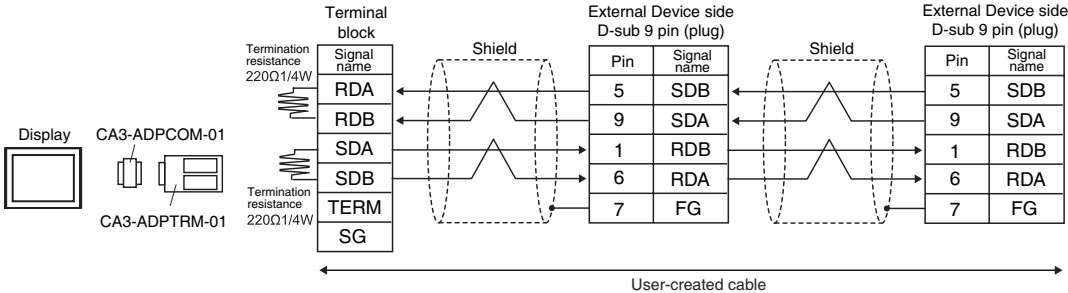 Display
CA3-ADPCOM-01
CA3-ADPTRM-01
Termination
resistance
220Ω1/4W
Termination
resistance
220Ω1/4W
Terminal
block
Signal
name
RDA
RDB
SDA
SDB
TERM
SG
Shield
External Device side
D-sub 9 pin (plug)
Pin Signal
name
5 SDB
9 SDA
1 RDB
6 RDA
7 FG
Shield
External Device side
D-sub 9 pin (plug)
Pin Signal
name
5 SDB
9 SDA
1 RDB
6 RDA
7 FG
User-created cable